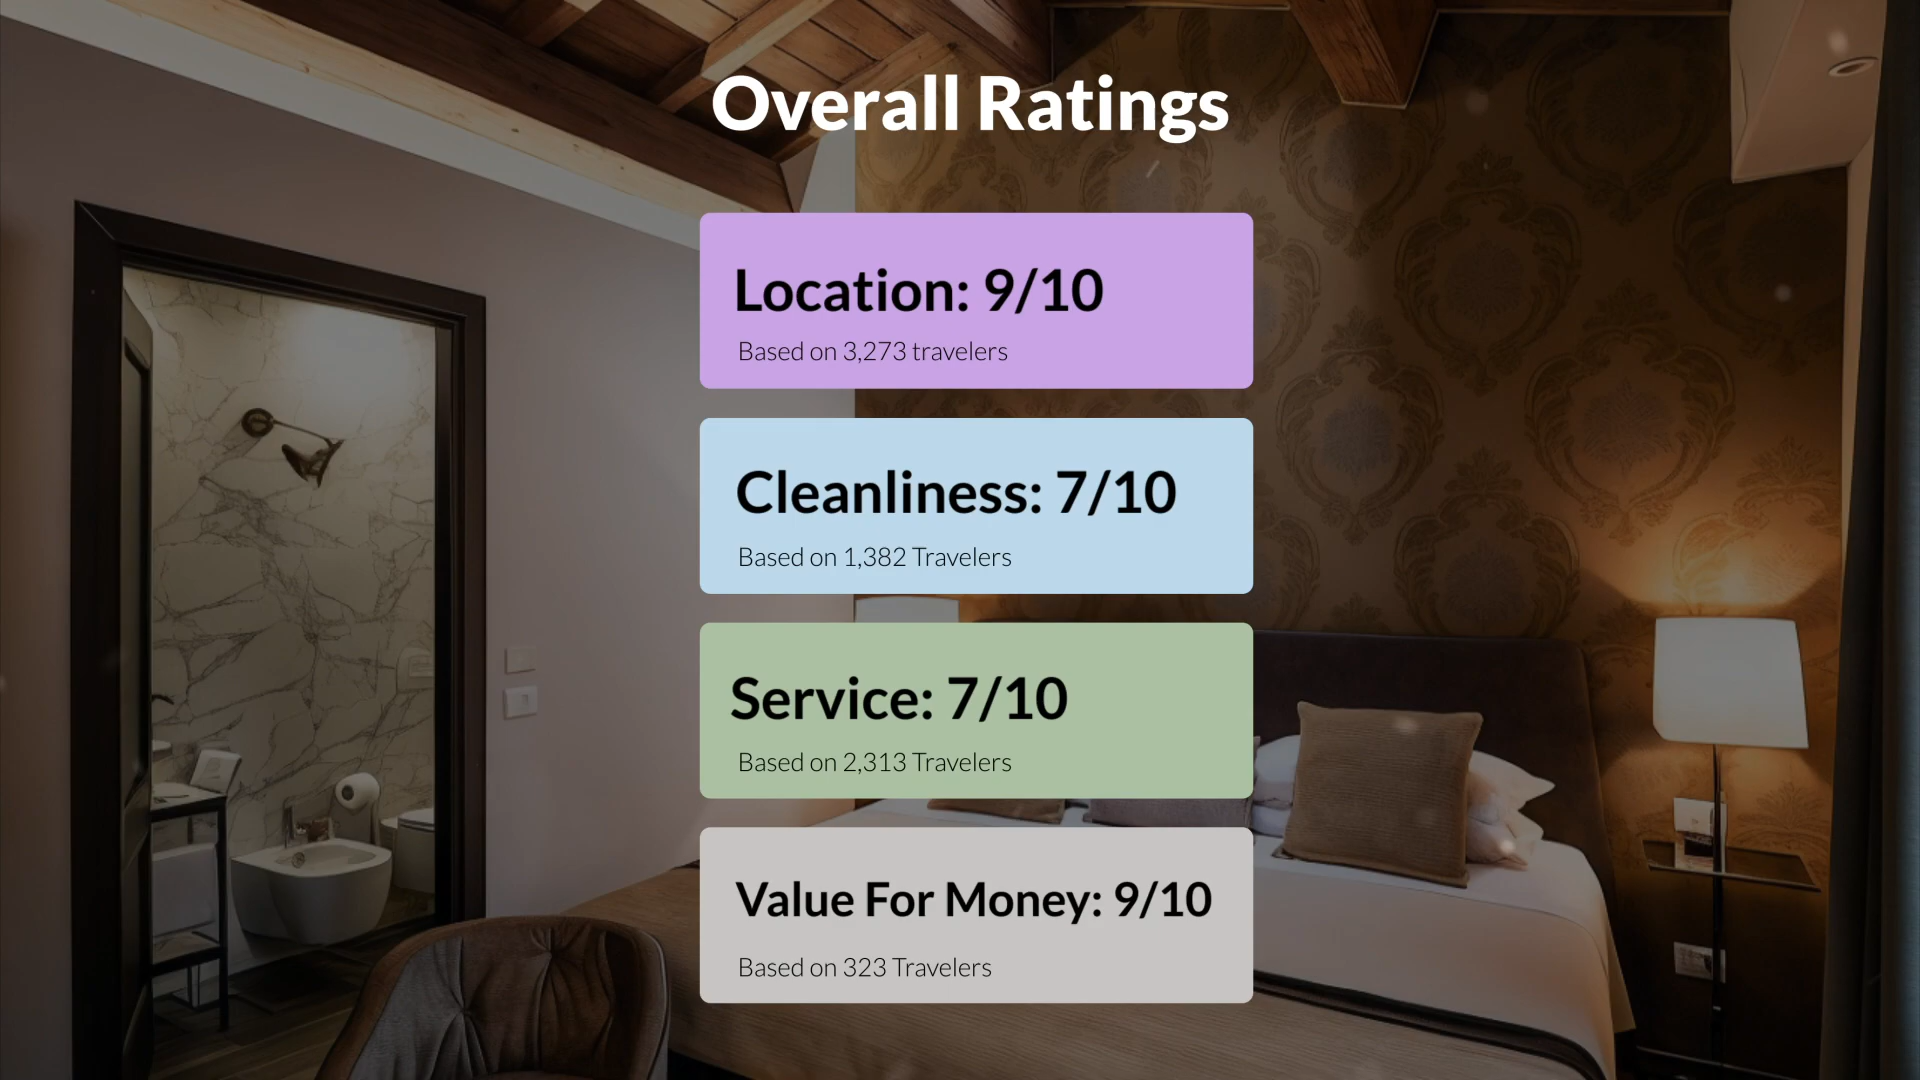 Overall Ratings
Location: 9/10
Based on 3,273 travelers
Cleanliness: 7/10
Based on 1,382 Travelers
Service: 7/10
Based on 2,313 Travelers
Value For Money: 9/10
Based on 323 Travelers